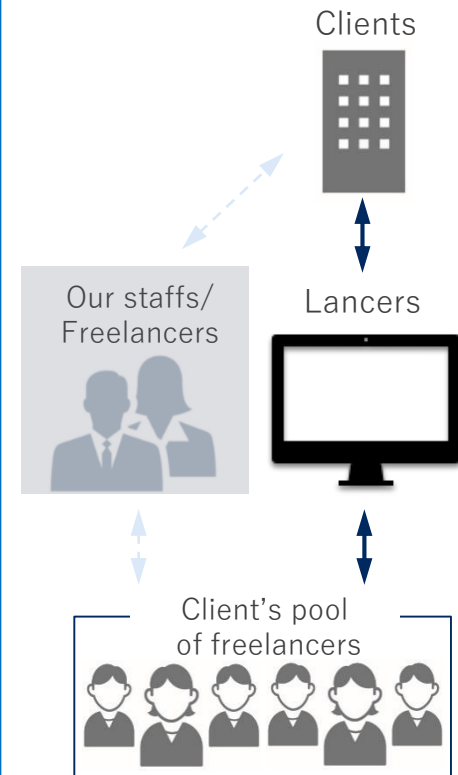 Clients
Our staffs/
Freelancers
Lancers
Client’s pool
of freelancers